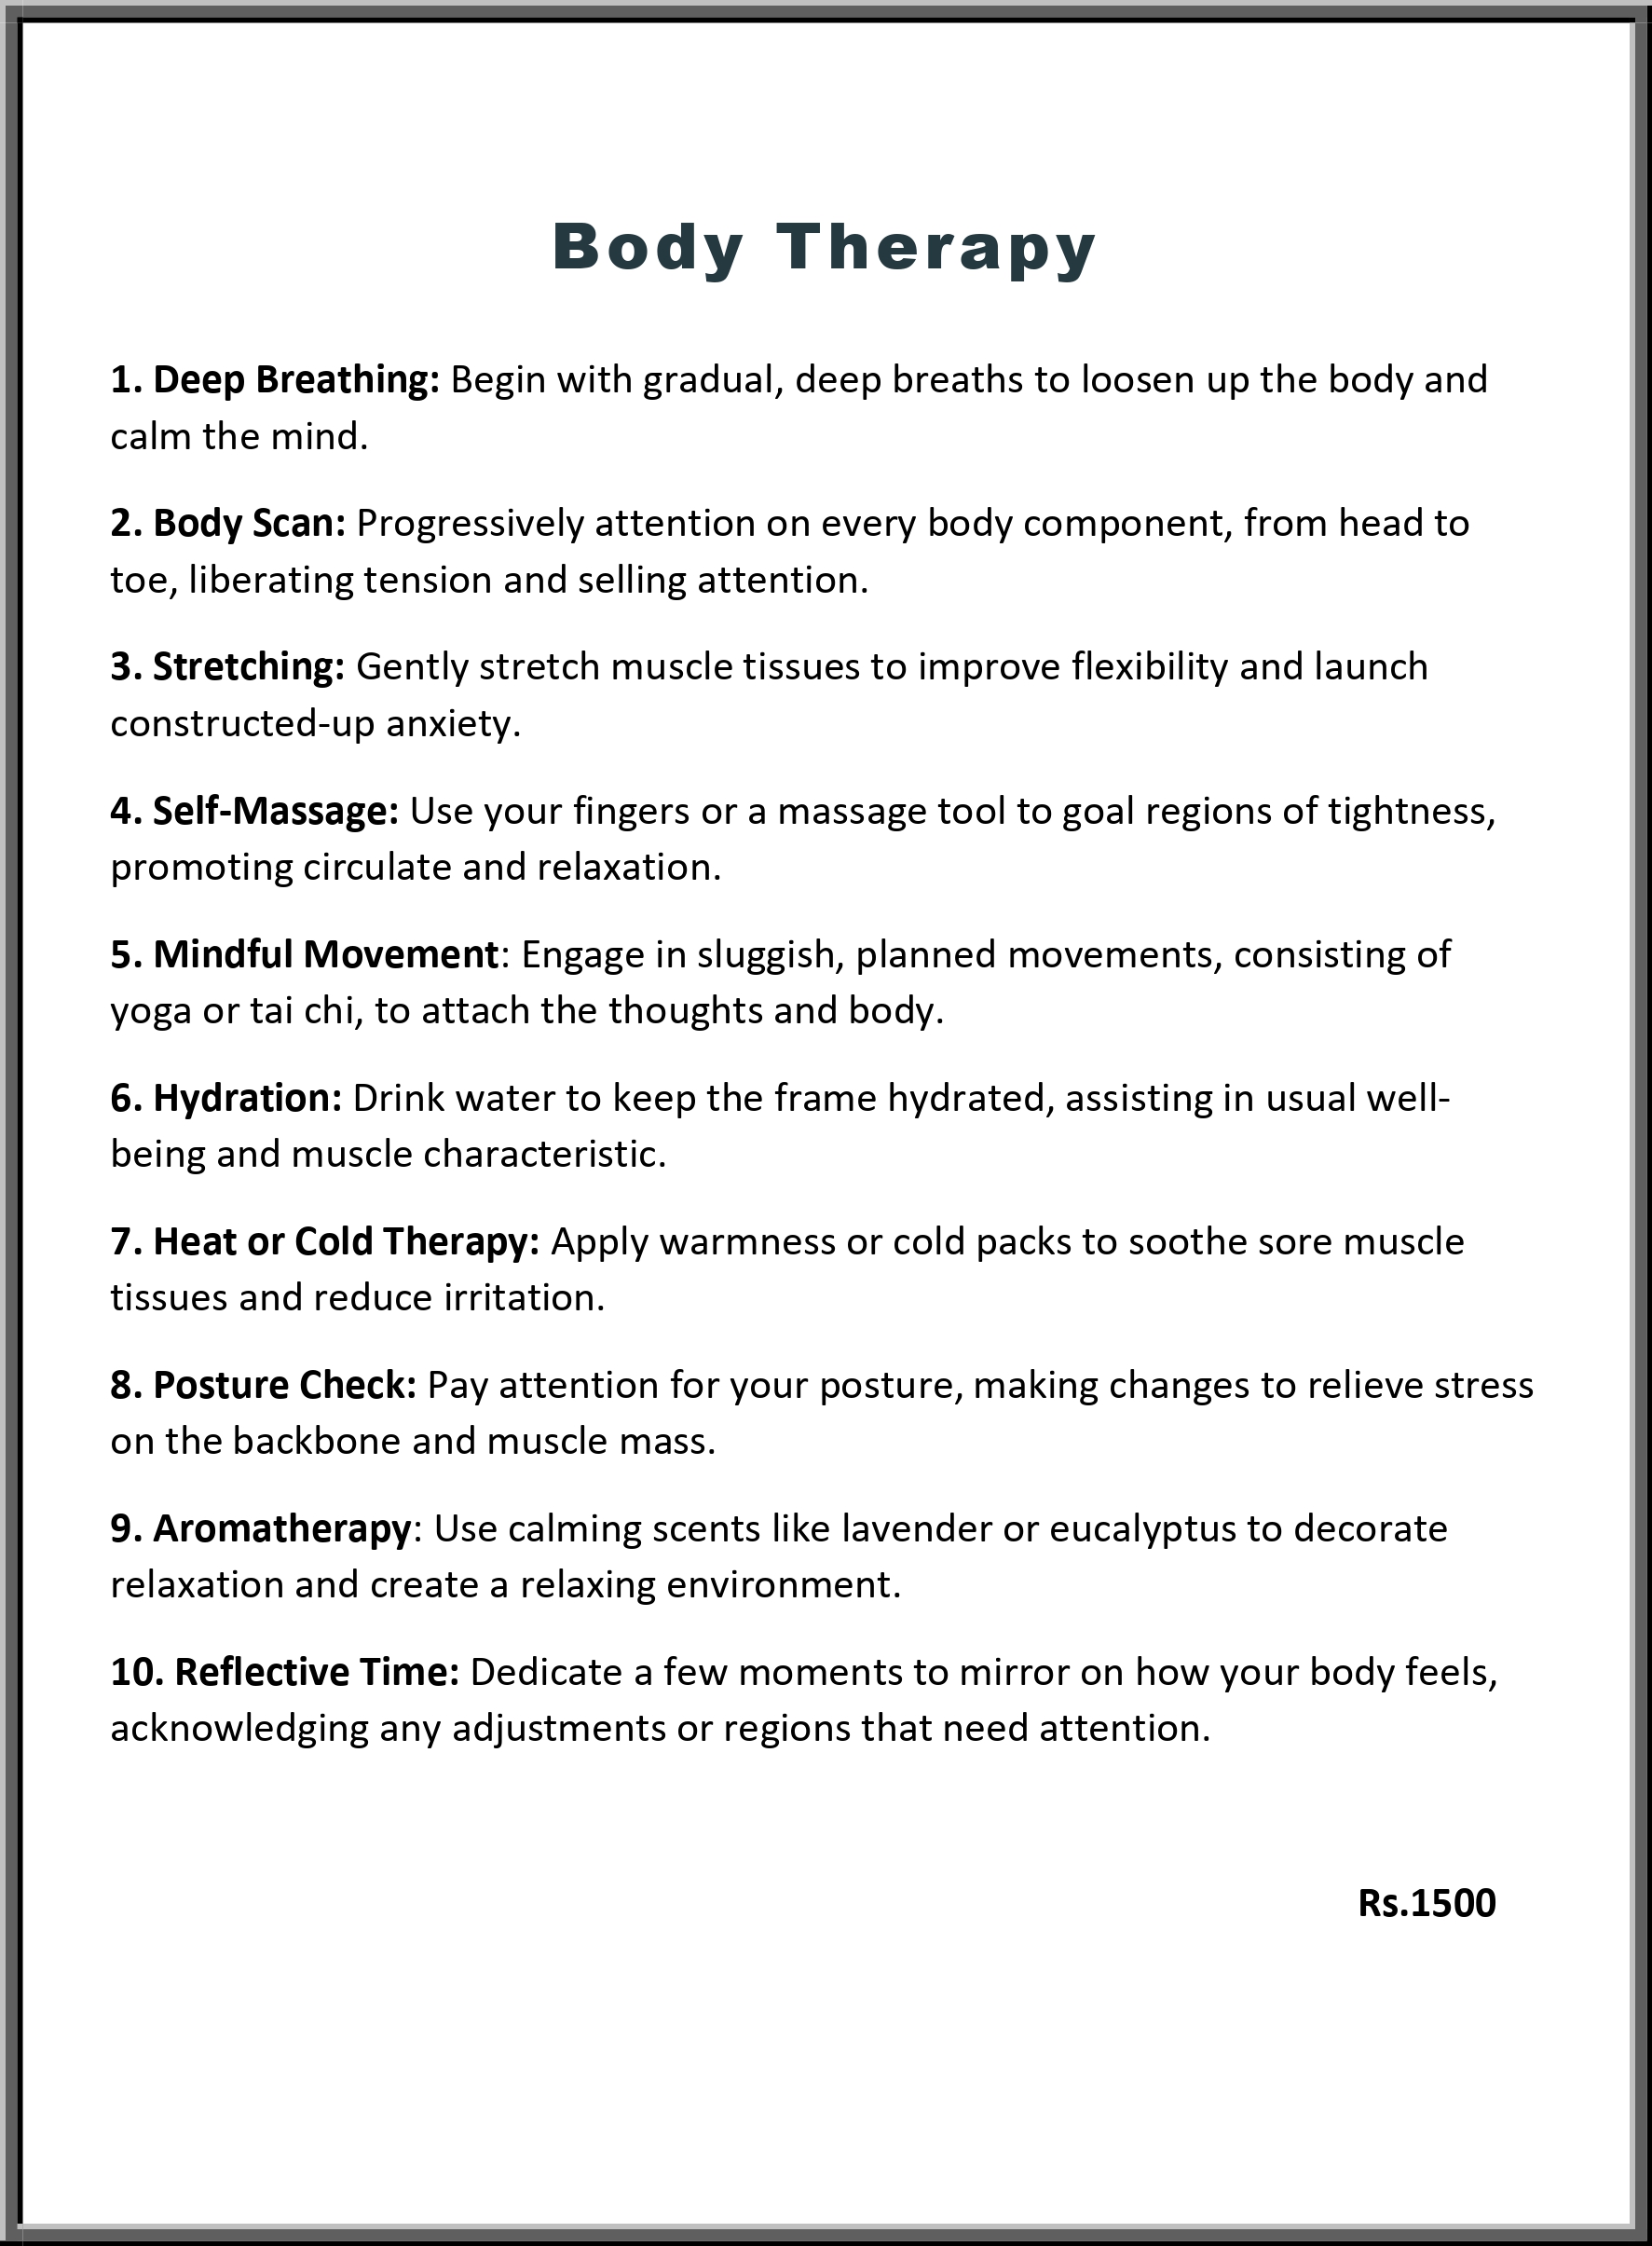 Body Therapy
1. Deep Breathing: Begin with gradual, deep breaths to loosen up the body and
calm the mind.
2. Body Scan: Progressively attention on every body component, from head to
toe, liberating tension and selling attention.
3. Stretching: Gently stretch muscle tissues to improve flexibility and launch
constructed-up anxiety.
4. Self-Massage: Use your fingers or a massage tool to goal regions of tightness,
promoting circulate and relaxation.
5. Mindful Movement: Engage in sluggish, planned movements, consisting of
yoga or tai chi, to attach the thoughts and body.
6. Hydration: Drink water to keep the frame hydrated, assisting in usual well-
being and muscle characteristic.
7. Heat or Cold Therapy: Apply warmness or cold packs to soothe sore muscle
tissues and reduce irritation.
8. Posture Check: Pay attention for your posture, making changes to relieve stress
on the backbone and muscle mass.
9. Aromatherapy: Use calming scents like lavender or eucalyptus to decorate
relaxation and create a relaxing environment.
10. Reflective Time: Dedicate a few moments to mirror on how your body feels,
acknowledging any adjustments or regions that need attention.
Rs.1500